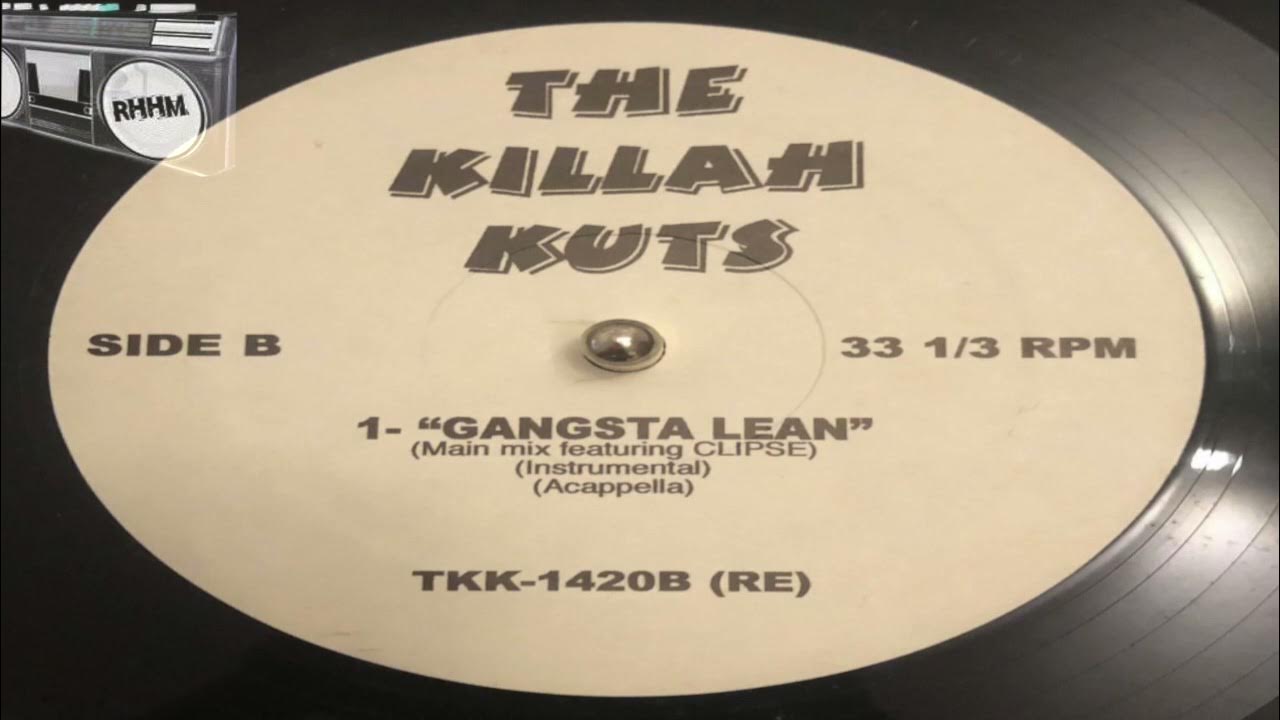 RHHM
THE
KILLAH
KUTS
SIDE B
33 1/3 RPM
1- “GANGSTA LEAN”
(Main mix featuring CLIPSE)
(Instrumental)
(Acappella)
TKK-1420B (RE)